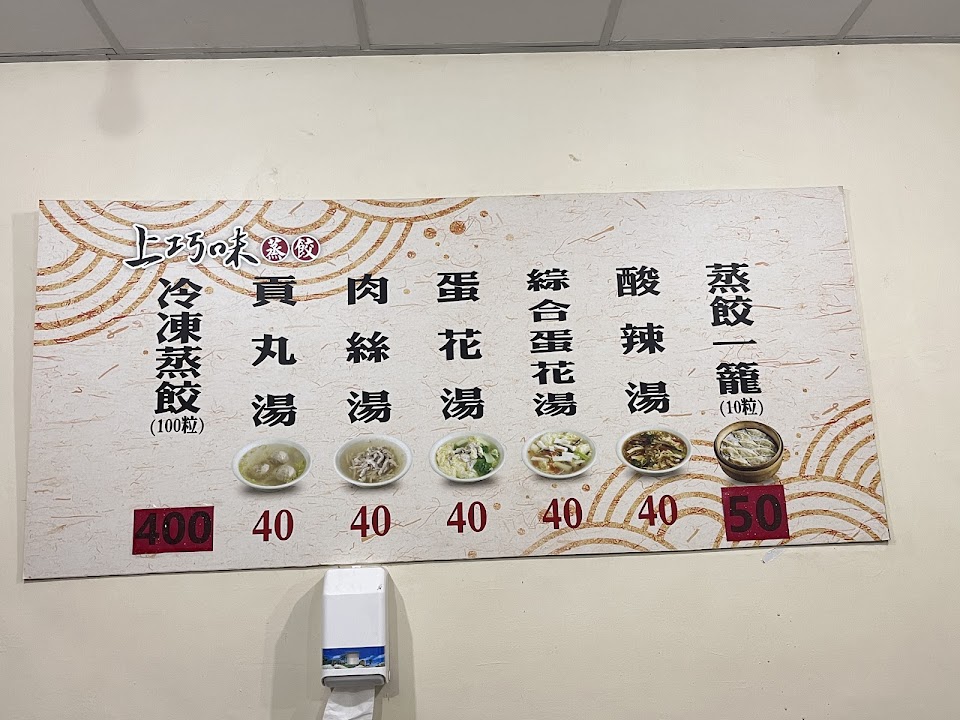 上巧味蒸餃
蒸餃一籠
(10粒)
50
酸辣湯
40
綜合蛋花湯
40
蛋花湯
40
肉絲湯
40
貢丸湯
40
冷凍蒸餃
(100粒)
400